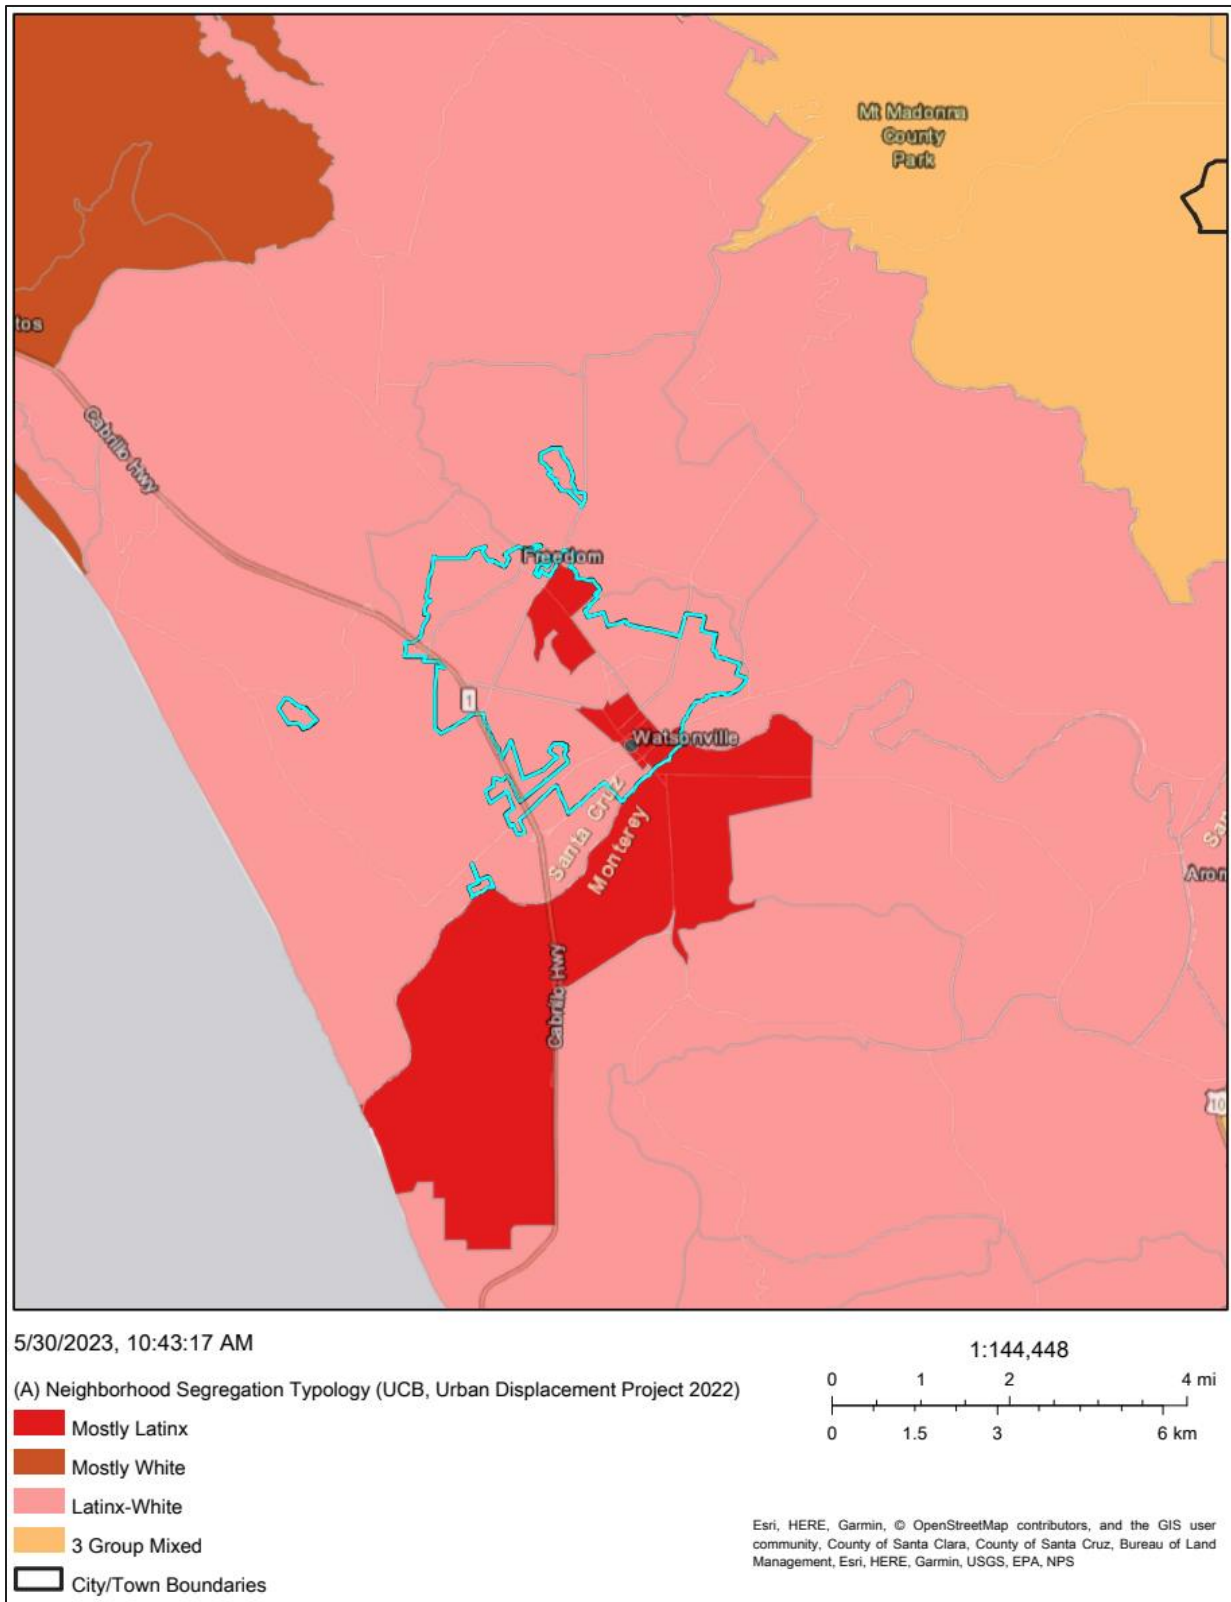 Mt Madonna
County
Park
tos
Cabrillo Hwy
Freedom
1
Watsonville
Santa Cruz
Monterey
San
Aron
Cabrillo Hwy
10
5/30/2023, 10:43:17 AM
1:144,448
(A) Neighborhood Segregation Typology (UCB, Urban Displacement Project 2022)
Mostly Latinx
Mostly White
Latinx-White
3 Group Mixed
City/Town Boundaries
0 1 2 4 mi
0 1.5 3 6 km
Esri, HERE, Garmin, © OpenStreetMap contributors, and the GIS user
community, County of Santa Clara, County of Santa Cruz, Bureau of Land
Management, Esri, HERE, Garmin, USGS, EPA, NPS